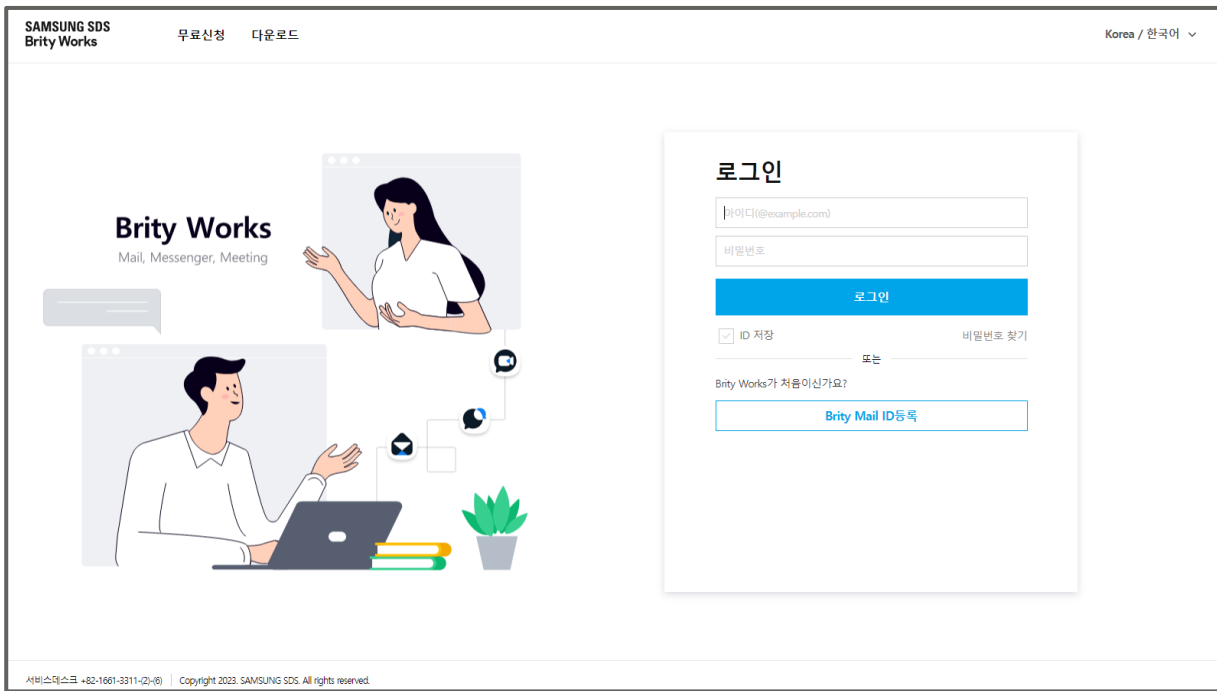 SAMSUNG SDS
Brity Works
무료신청 다운로드
Korea / 한국어
Brity Works
Mail, Messenger, Meeting
로그인
아이디(@example.com)
비밀번호
로그인
ID 저장
비밀번호 찾기
또는
Brity Works가 처음이신가요?
Brity Mail ID등록
서비스데스크 +82-1661-3311-(2)-(6) | Copyright 2023. SAMSUNG SDS. All rights reserved.